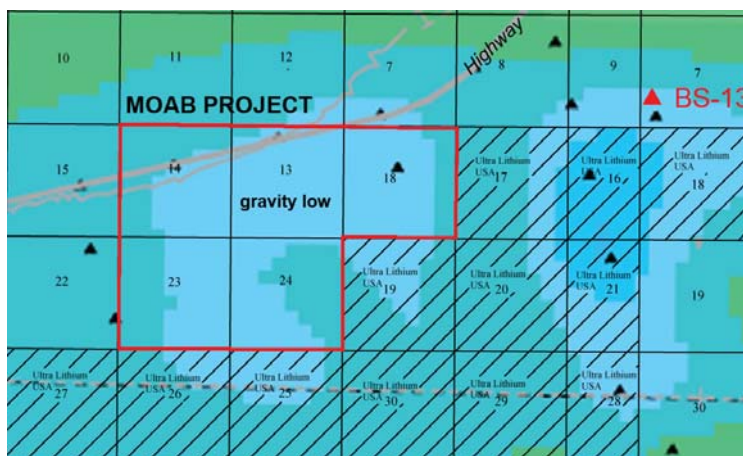 10 11 12 7 8 9 7
Highway
MOAB PROJECT
BS-13
15 14 13 18
Ultra Lithium
USA 17
Ultra Lithium
USA 16
Ultra Lithium
USA 18
gravity low
22 23 24
Ultra Lithium
USA 19
Ultra Lithium
USA 20
Ultra Lithium
USA 21
19
Ultra Lithium
USA 27
Ultra Lithium
USA 26
Ultra Lithium
USA 25
Ultra Lithium
USA 30
Ultra Lithium
USA 29
Ultra Lithium
USA 28
30